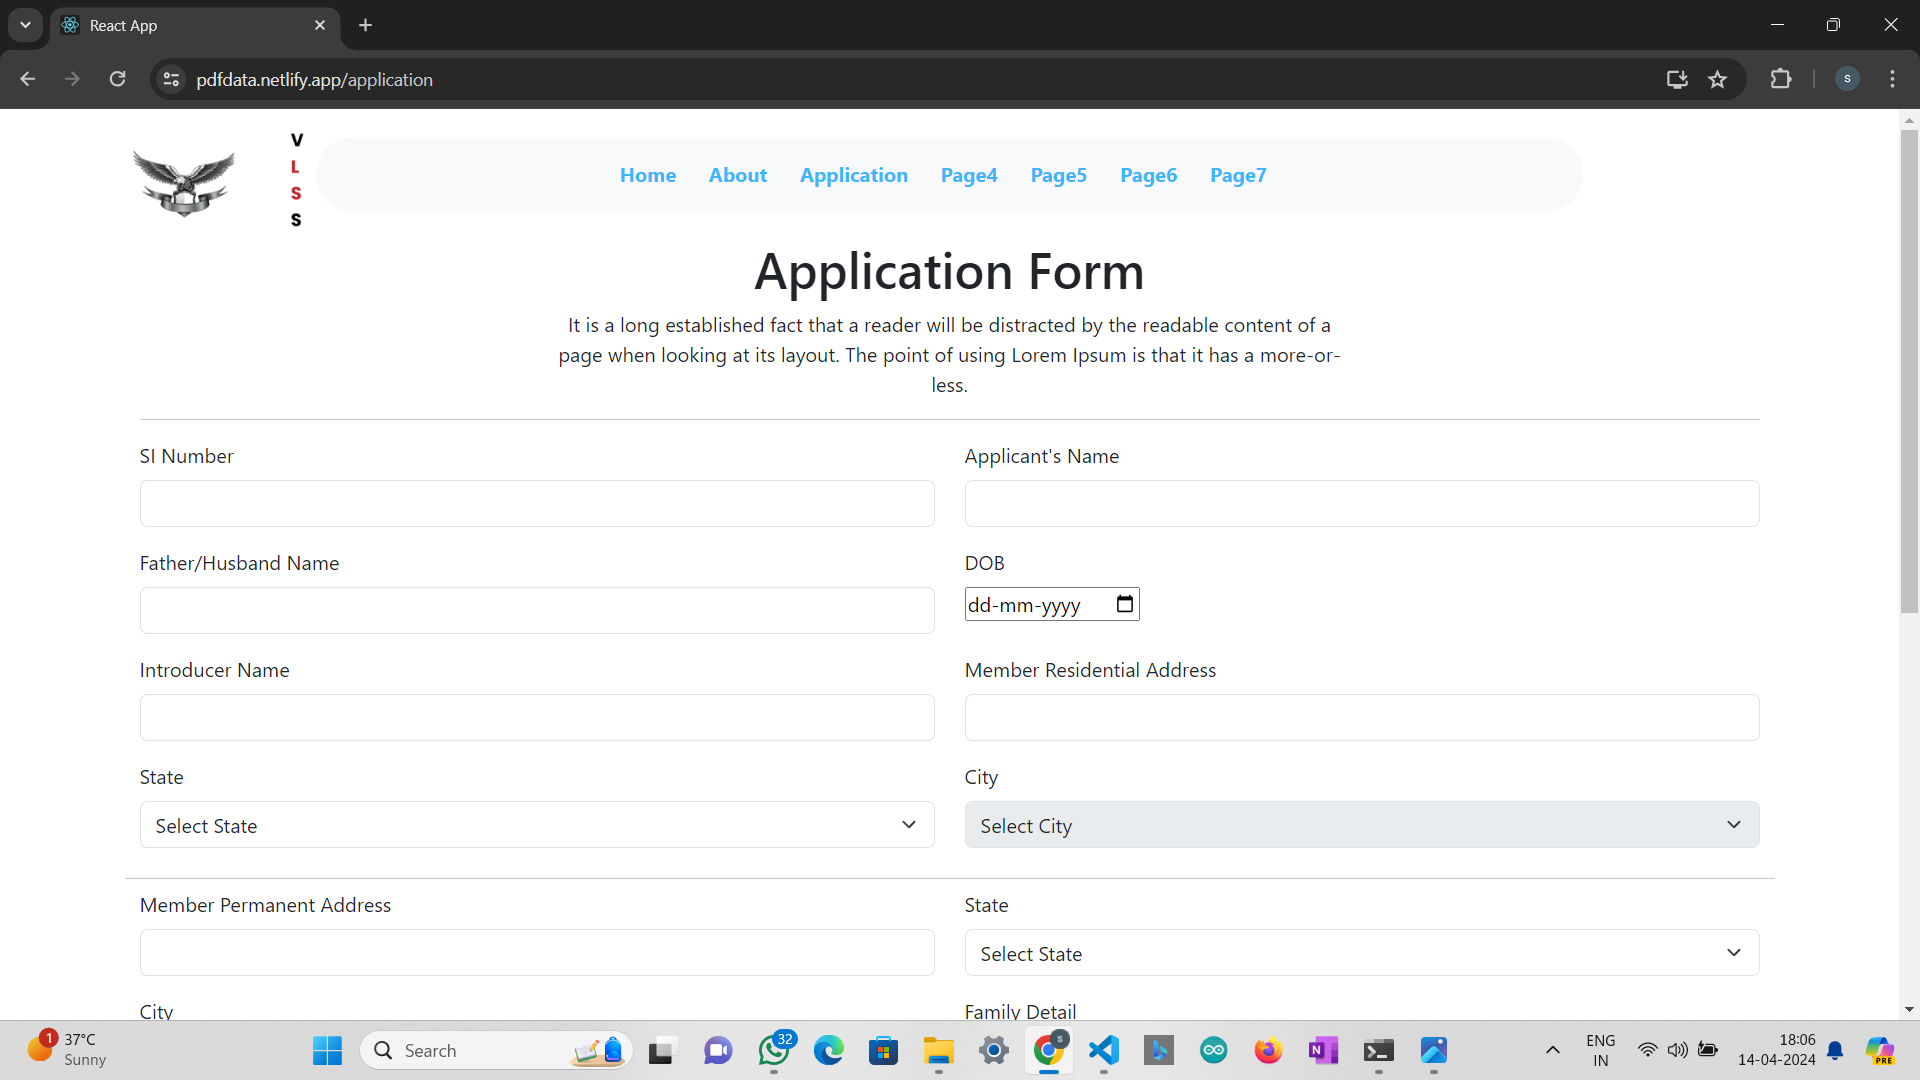 React App
pdfdata.netlify.app/application
S
V
L
S
S
Home About Application Page4 Page5 Page6 Page7
Application Form
It is a long established fact that a reader will be distracted by the readable content of a
page when looking at its layout. The point of using Lorem Ipsum is that it has a more-or-
less.
SI Number Applicant's Name
Father/Husband Name DOB
dd-mm-yyyy
Introducer Name Member Residential Address
State City
Select State Select City
Member Permanent Address State
Select State
City Family Detail
1 37°C
Sunny
Search
32
S
N
PRE
ENG
IN
18:06
14-04-2024